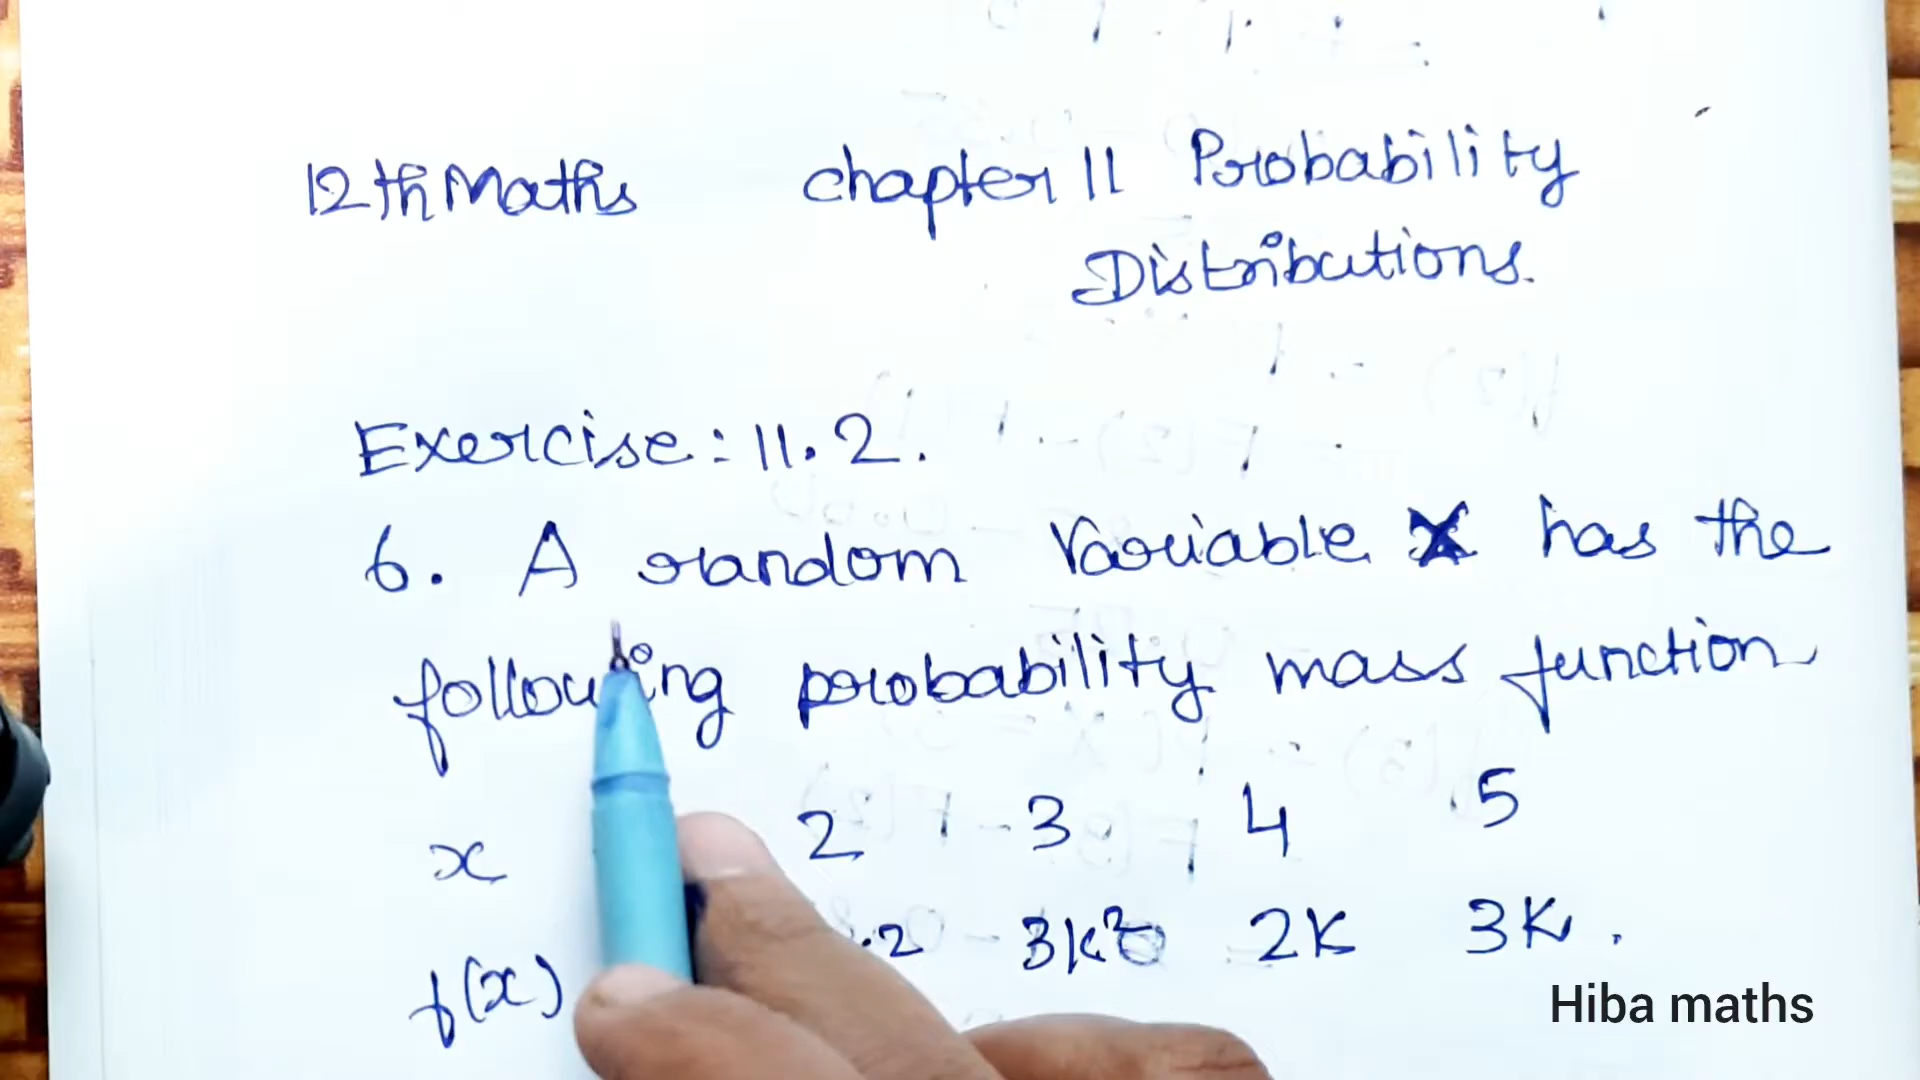 12th Maths chapter 11 Probability
Distributions.
Exercise: 11.2.
6. A random Variable X has the
following probability mass function
x 2 3 4 5
f(x) 3k² 2k 3k.
Hiba maths